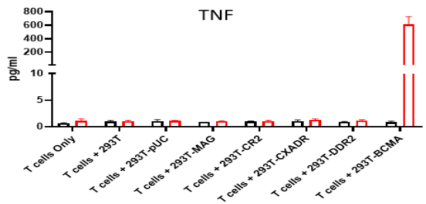 TNF
pg/ml
800
600
400
200
10
5
0
T cells Only
T cells + 293T
T cells + 293T-pUC
T cells + 293T-MAG
T cells + 293T-CR2
T cells + 293T-CXADR
T cells + 293T-DDR2
T cells + 293T-BCMA